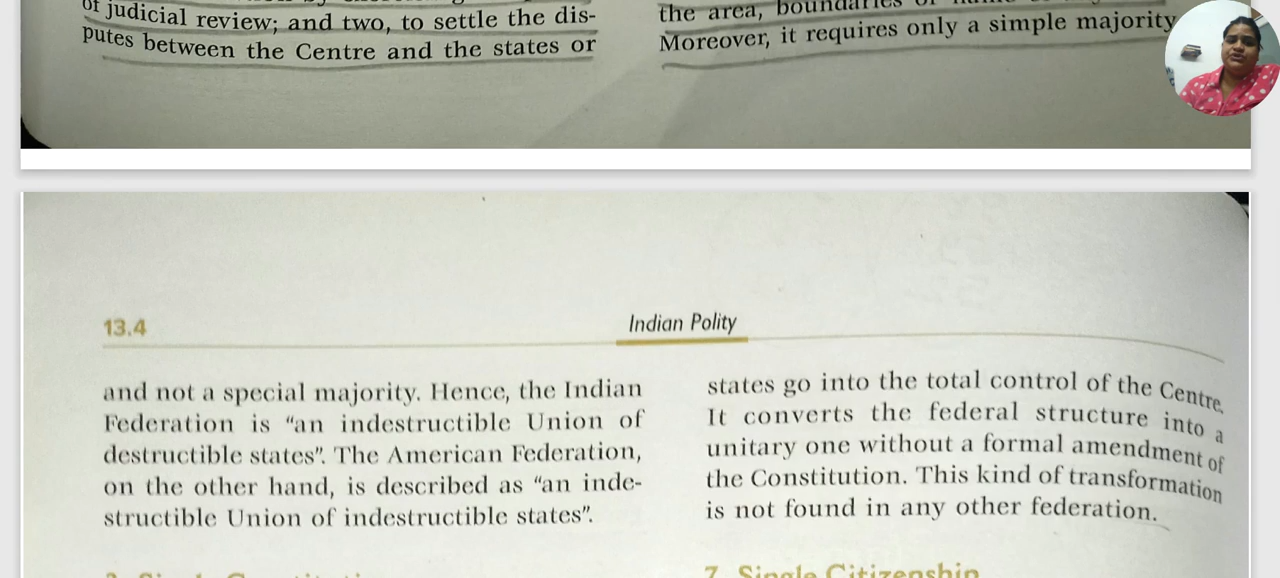 of judicial review; and two, to settle the dis-
putes between the Centre and the states or
the area, boundaries
Moreover, it requires only a simple majority
13.4
Indian Polity
and not a special majority. Hence, the Indian
Federation is “an indestructible Union of
destructible states”. The American Federation,
on the other hand, is described as “an inde-
structible Union of indestructible states”.
states go into the total control of the Centre.
It converts the federal structure into a
unitary one without a formal amendment of
the Constitution. This kind of transformation
is not found in any other federation.
7. Single Citizenship